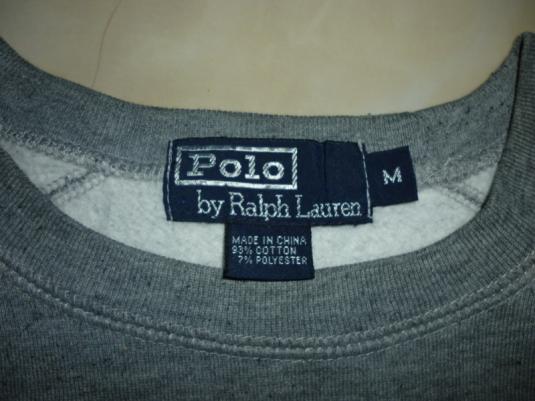 Polo
by Ralph Lauren
M
MADE IN CHINA
93% COTTON
7% POLYESTER